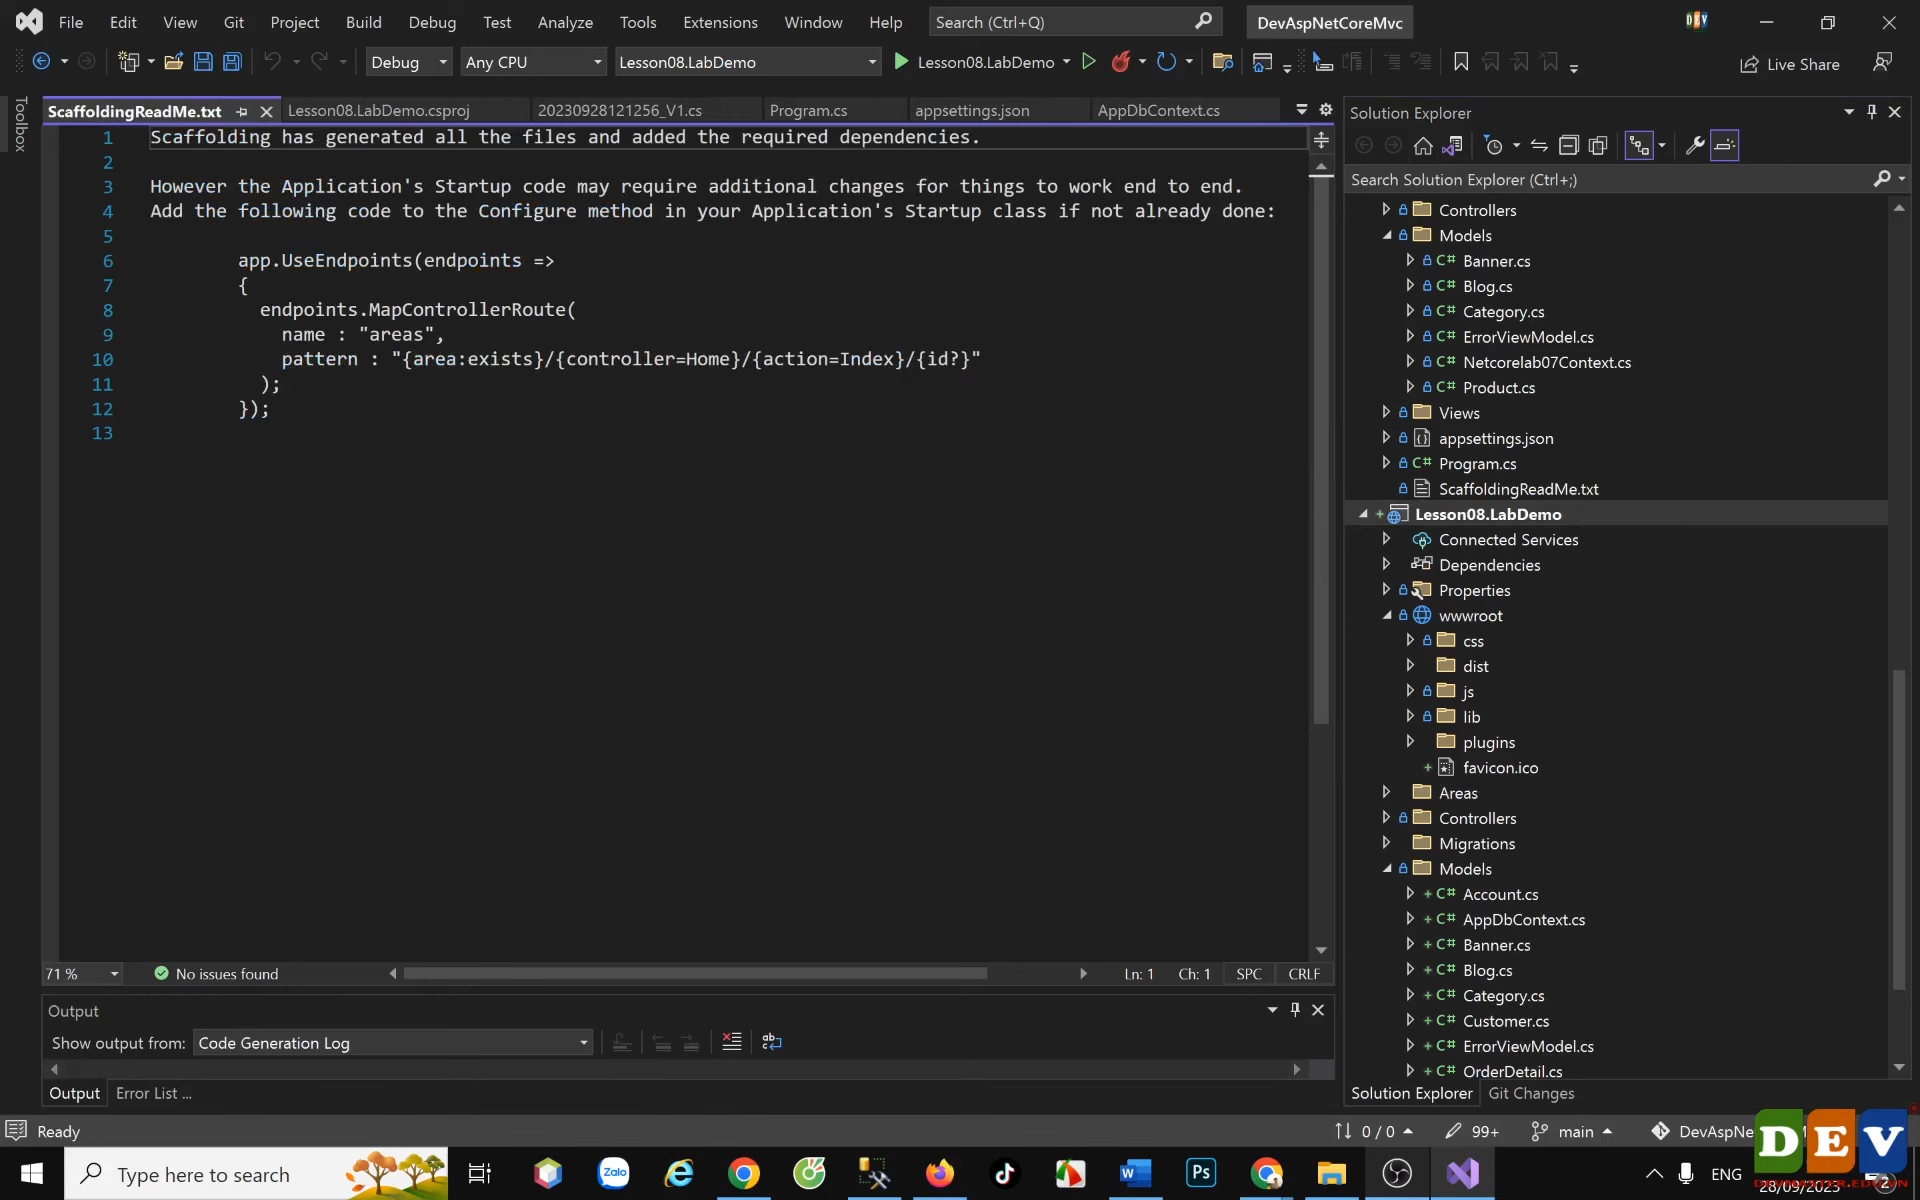 File Edit View Git Project Build Debug Test Analyze Tools Extensions Window Help Search (Ctrl+Q) DevAspNetCoreMvc DEV
Debug Any CPU Lesson08.LabDemo Lesson08.LabDemo Live Share
Toolbox
ScaffoldingReadMe.txt Lesson08.LabDemo.csproj 20230928121256_V1.cs Program.cs appsettings.json AppDbContext.cs
1 Scaffolding has generated all the files and added the required dependencies.
2
3 However the Application's Startup code may require additional changes for things to work end to end.
4 Add the following code to the Configure method in your Application's Startup class if not already done:
5
6 app.UseEndpoints(endpoints =>
7 {
8 endpoints.MapControllerRoute(
9 name : "areas",
10 pattern : "{area:exists}/{controller=Home}/{action=Index}/{id?}"
11 );
12 });
13
71 % No issues found Ln: 1 Ch: 1 SPC CRLF
Output
Show output from: Code Generation Log
Output Error List ...
Solution Explorer
Search Solution Explorer (Ctrl+;)
Controllers
Models
C# Banner.cs
C# Blog.cs
C# Category.cs
C# ErrorViewModel.cs
C# Netcorelab07Context.cs
C# Product.cs
Views
appsettings.json
C# Program.cs
ScaffoldingReadMe.txt
Lesson08.LabDemo
Connected Services
Dependencies
Properties
wwwroot
css
dist
js
lib
plugins
favicon.ico
Areas
Controllers
Migrations
Models
C# Account.cs
C# AppDbContext.cs
C# Banner.cs
C# Blog.cs
C# Category.cs
C# Customer.cs
C# ErrorViewModel.cs
C# OrderDetail.cs
Solution Explorer Git Changes
Ready 0 / 0 99+ main DevAspNe
Type here to search Zalo Ps ENG 28/09/2023
DEV
DEVMASTER.EDU.VN